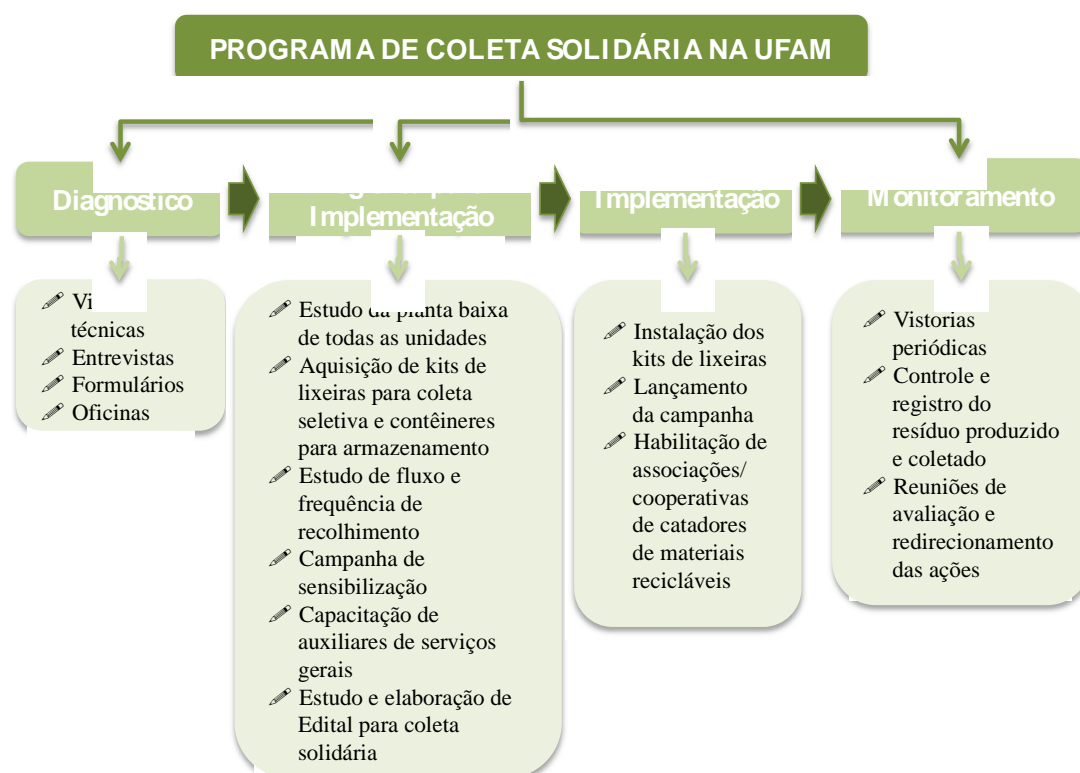 PROGRAMA DE COLETA SOLIDÁRIA NA UFAM
Diagnostico
Implementação
Implementação
Monitoramento
técnicas
Entrevistas
Formulários
Oficinas
Estudo da planta baixa
de todas as unidades
Aquisição de kits de
lixeiras para coleta
seletiva e contêineres
para armazenamento
Estudo de fluxo e
frequência de
recolhimento
Campanha de
sensibilização
Capacitação de
auxiliares de serviços
gerais
Estudo e elaboração de
Edital para coleta
solidária
Instalação dos
kits de lixeiras
Lançamento
da campanha
Habilitação de
associações/
cooperativas
de catadores
de materiais
recicláveis
Vistorias
periódicas
Controle e
registro do
resíduo produzido
e coletado
Reuniões de
avaliação e
redirecionamento
das ações